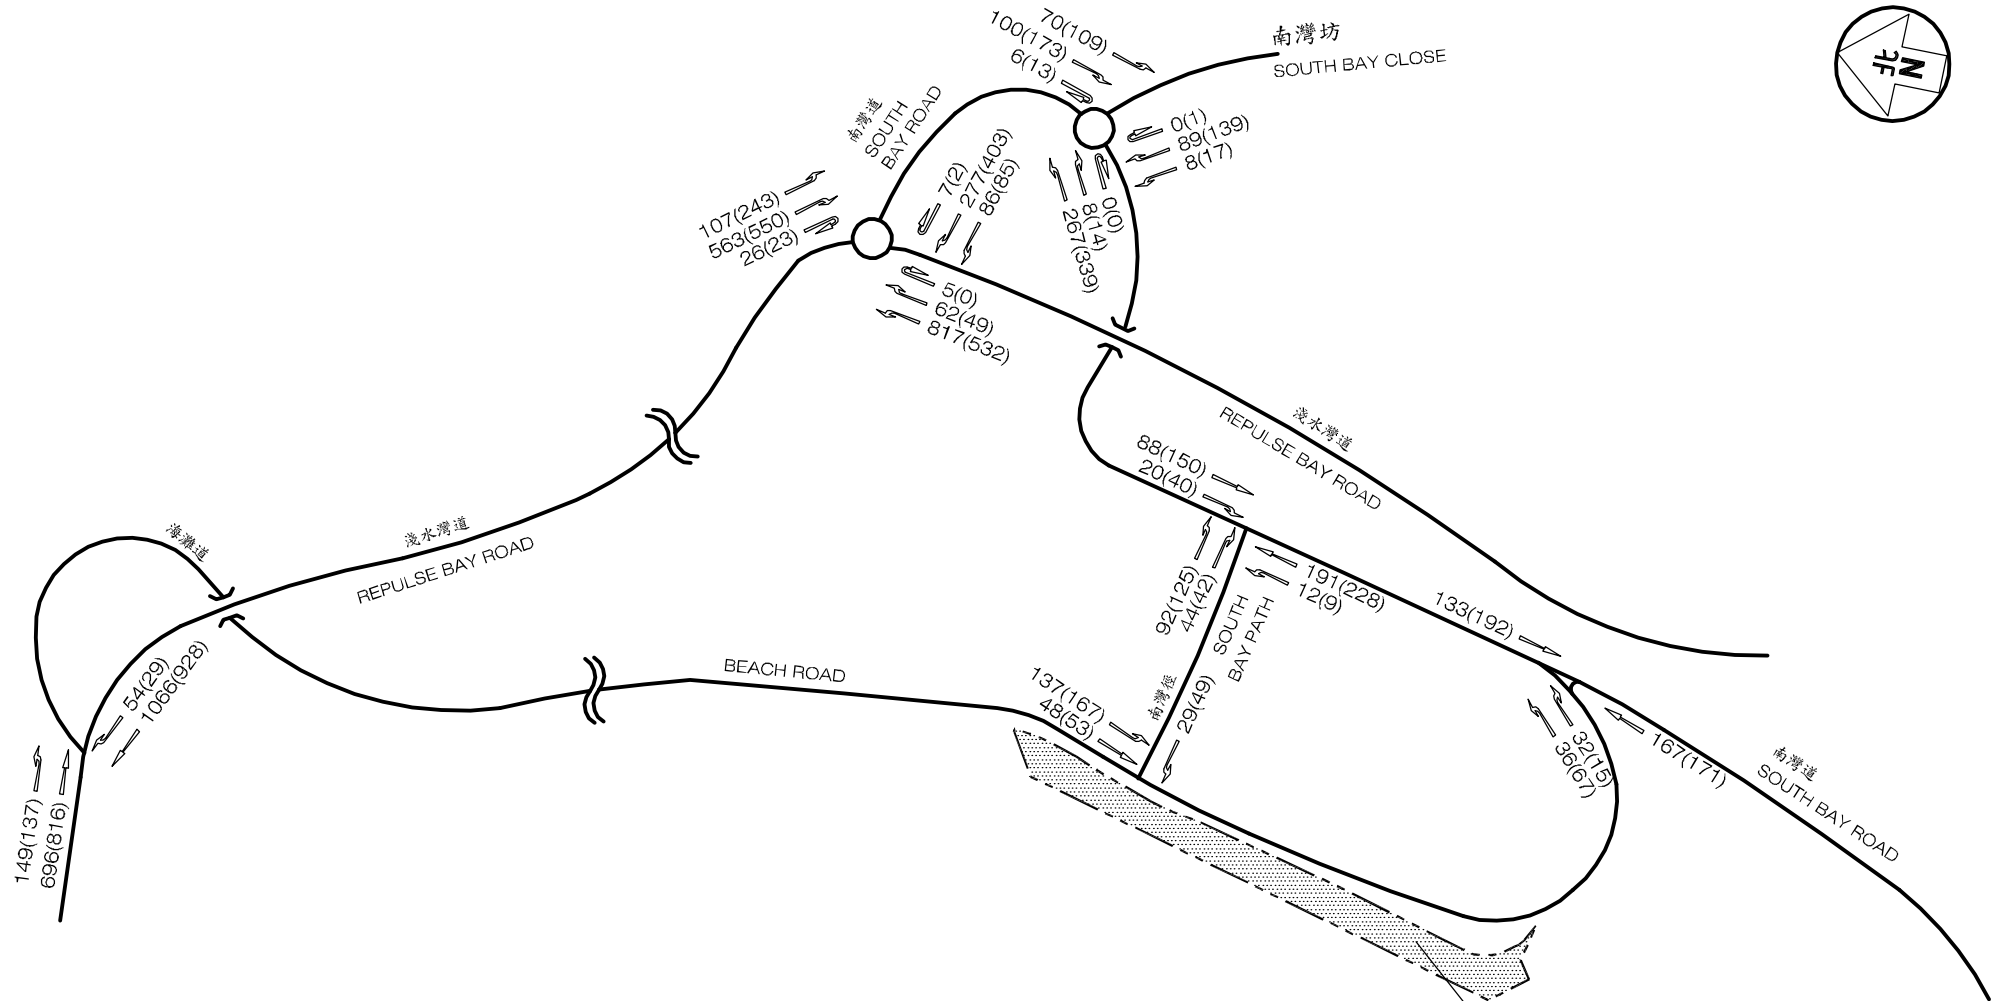 70(109)
100(173)
6(13)
南灣坊
SOUTH BAY CLOSE
北
N
南灣道
SOUTH
BAY ROAD
0(1)
89(139)
8(17)
7(2)
277(403)
86(85)
0(0)
8(14)
267(339)
107(243)
563(550)
26(23)
5(0)
62(49)
817(532)
淺水灣道
REPULSE BAY ROAD
88(150)
20(40)
海灘道
淺水灣道
REPULSE BAY ROAD
92(125)
44(42)
SOUTH
BAY PATH
南灣徑
191(228)
12(9)
133(192)
54(29)
1066(928)
BEACH ROAD
137(167)
48(53)
29(49)
32(15)
36(67)
167(171)
南灣道
SOUTH BAY ROAD
149(137)
696(816)